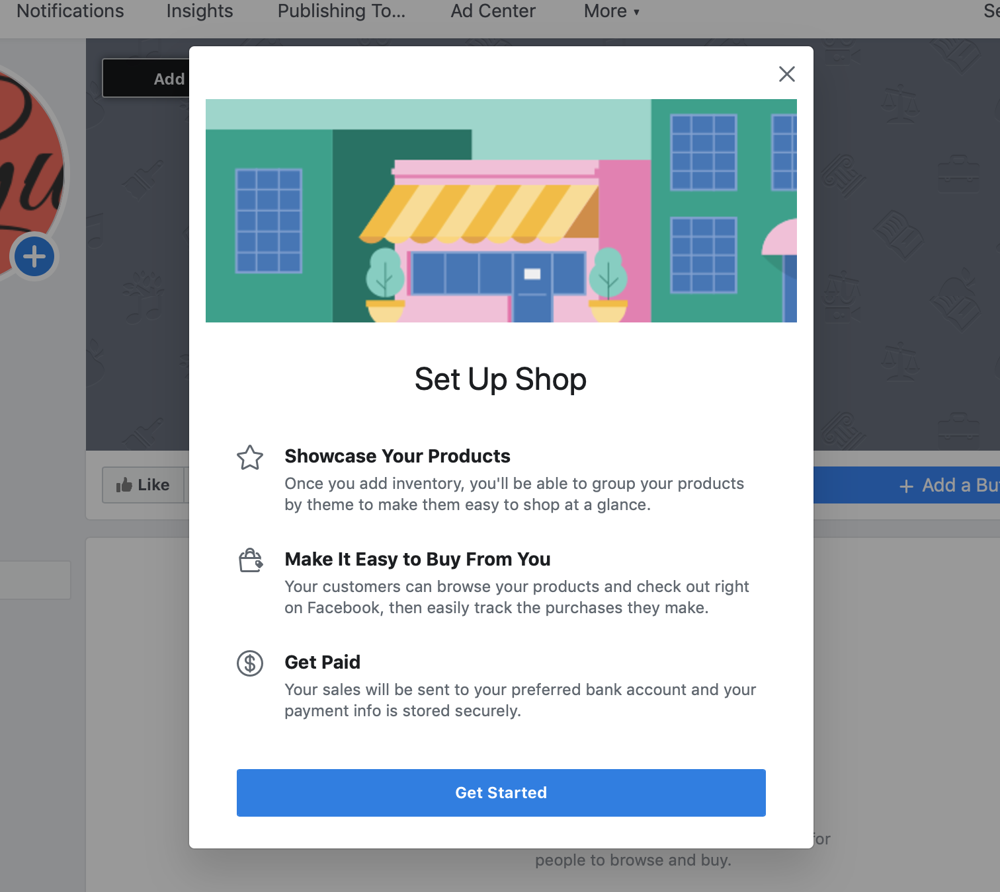 Notifications Insights Publishing To... Ad Center More ▾
Add
Set Up Shop
Showcase Your Products
Once you add inventory, you'll be able to group your products
by theme to make them easy to shop at a glance.
Like
+ Add a
Make It Easy to Buy From You
Your customers can browse your products and check out right
on Facebook, then easily track the purchases they make.
Get Paid
Your sales will be sent to your preferred bank account and your
payment info is stored securely.
Get Started
for
people to browse and buy.